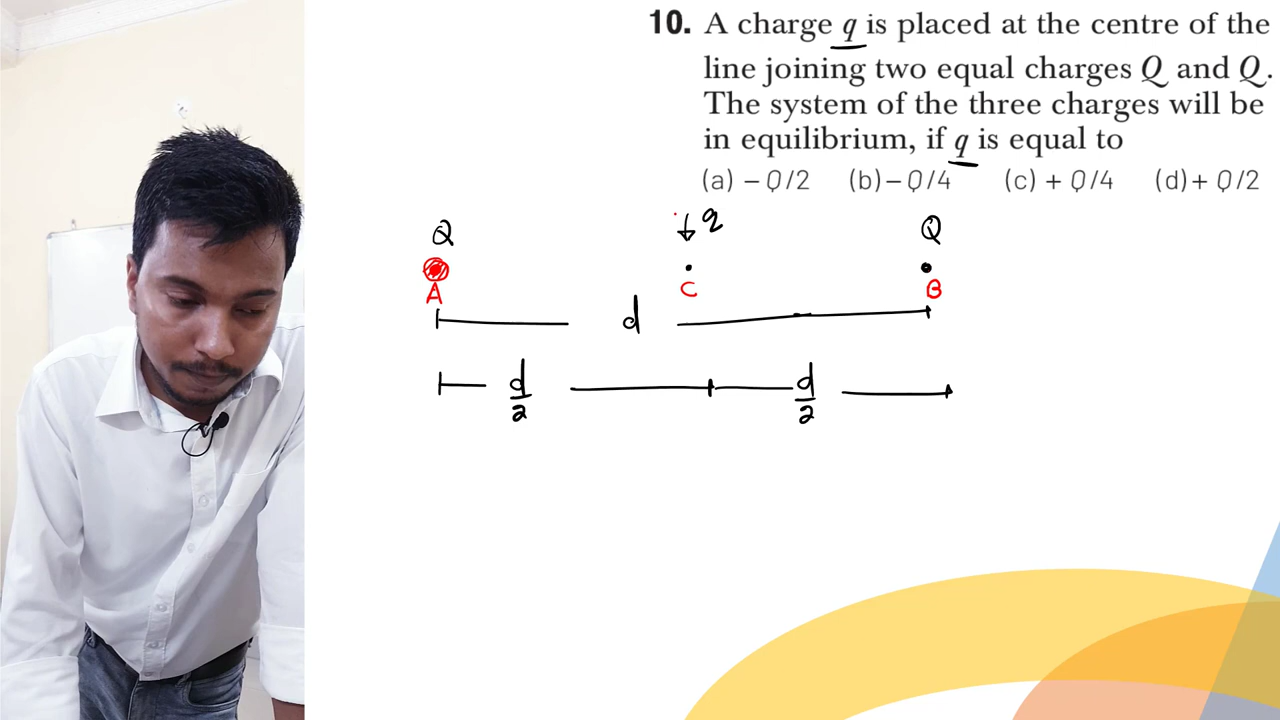 10. A charge q is placed at the centre of the
line joining two equal charges Q and Q.
The system of the three charges will be
in equilibrium, if q is equal to
(a) – Q/2 (b) – Q/4 (c) + Q/4 (d) + Q/2
Q ↓ q Q
A C B
d
d/2 d/2